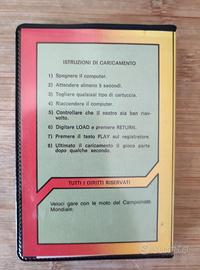 ISTRUZIONI DI CARICAMENTO
1) Spegnere il computer.
2) Attendere almeno 5 secondi.
3) Togliere qualsiasi tipo di cartuccia.
4) Riaccendere il computer.
5) Controllare che il nastro sia ben riav-
volto.
6) Digitare LOAD e premere RETURN.
7) Premere il tasto PLAY sul registratore.
8) Ultimato il caricamento il gioco parte
dopo qualche secondo.
TUTTI I DIRITTI RISERVATI
Veloci gare con le moto del Campionato
Mondiale.